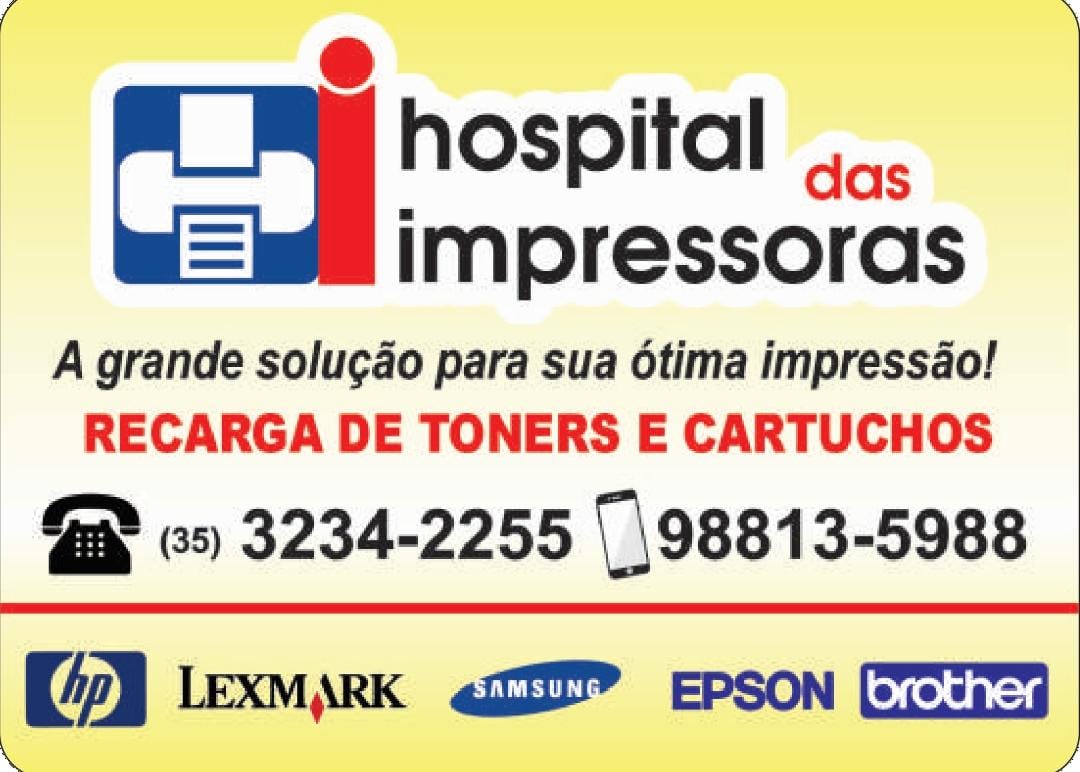 hospital
das
impressoras
A grande solução para sua ótima impressão!
RECARGA DE TONERS E CARTUCHOS
(35) 3234-2255 98813-5988
hp LEXMARK SAMSUNG EPSON brother